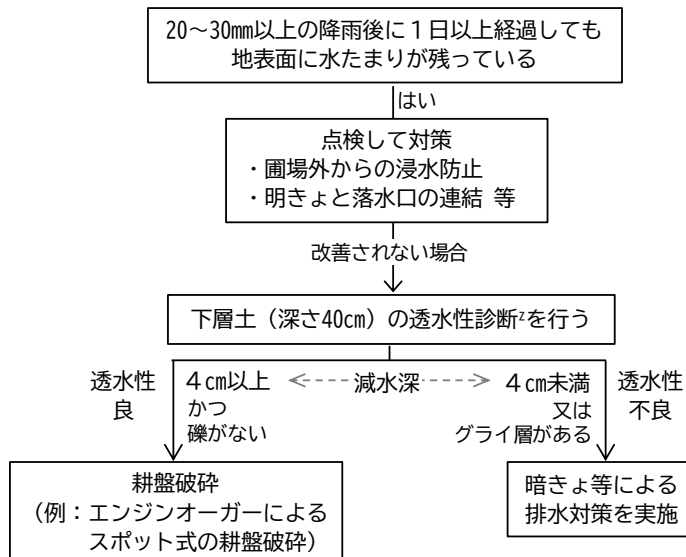 20～30mm以上の降雨後に１日以上経過しても
地表面に水たまりが残っている
はい
点検して対策
・圃場外からの浸水防止
・明きょと落水口の連結 等
改善されない場合
下層土（深さ40cm）の透水性診断ᶻを行う
透水性
良
４cm以上
かつ
礫がない
減水深
４cm未満
又は
グライ層がある
透水性
不良
耕盤破砕
（例：エンジンオーガーによる
スポット式の耕盤破砕）
暗きょ等による
排水対策を実施